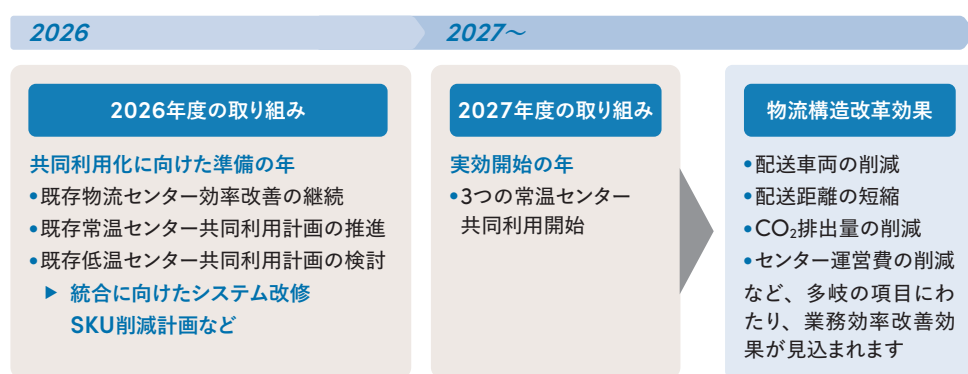 2026
2027〜
2026年度の取り組み
共同利用化に向けた準備の年
•既存物流センター効率改善の継続
•既存常温センター共同利用計画の推進
•既存低温センター共同利用計画の検討
▶ 統合に向けたシステム改修
SKU削減計画など
2027年度の取り組み
実効開始の年
•3つの常温センター
共同利用開始
物流構造改革効果
•配送車両の削減
•配送距離の短縮
•CO₂排出量の削減
•センター運営費の削減
など、多岐の項目にわ
たり、業務効率改善効
果が見込まれます